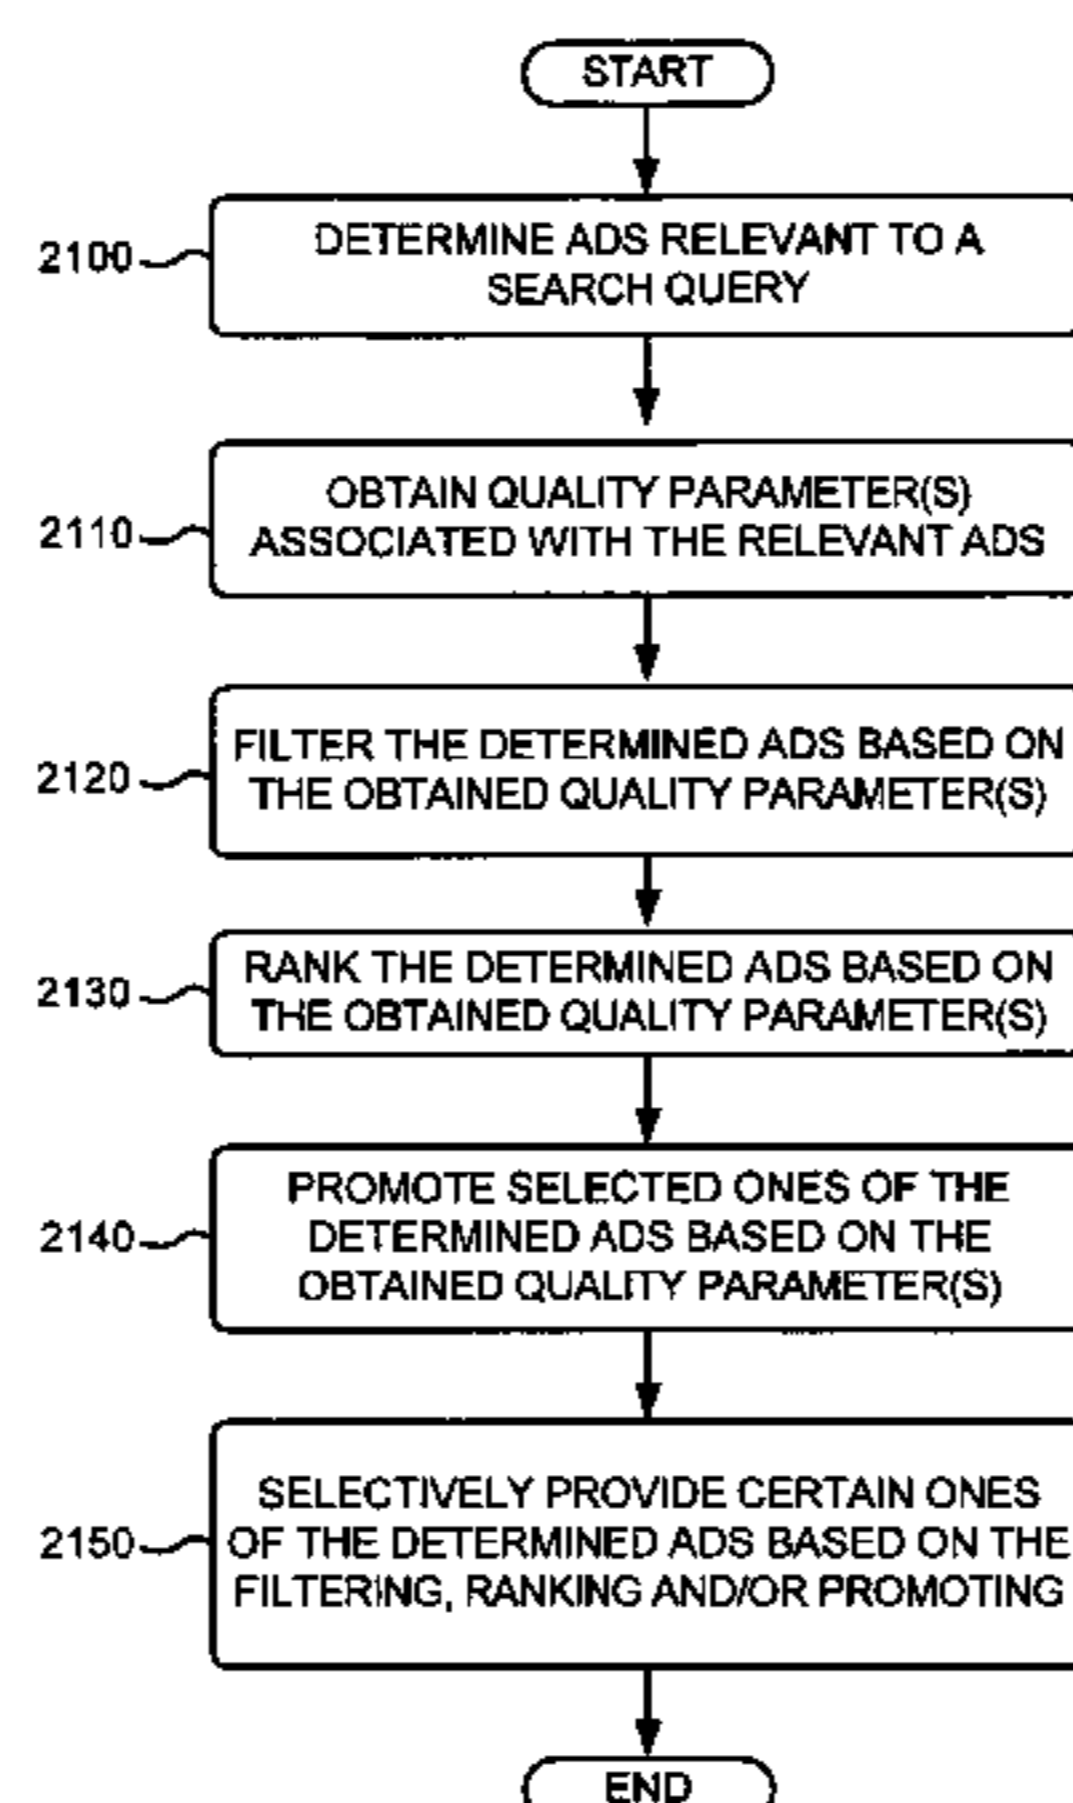 START
2100
DETERMINE ADS RELEVANT TO A
SEARCH QUERY
2110
OBTAIN QUALITY PARAMETER(S)
ASSOCIATED WITH THE RELEVANT ADS
2120
FILTER THE DETERMINED ADS BASED ON
THE OBTAINED QUALITY PARAMETER(S)
2130
RANK THE DETERMINED ADS BASED ON
THE OBTAINED QUALITY PARAMETER(S)
2140
PROMOTE SELECTED ONES OF THE
DETERMINED ADS BASED ON THE
OBTAINED QUALITY PARAMETER(S)
2150
SELECTIVELY PROVIDE CERTAIN ONES
OF THE DETERMINED ADS BASED ON THE
FILTERING, RANKING AND/OR PROMOTING
END